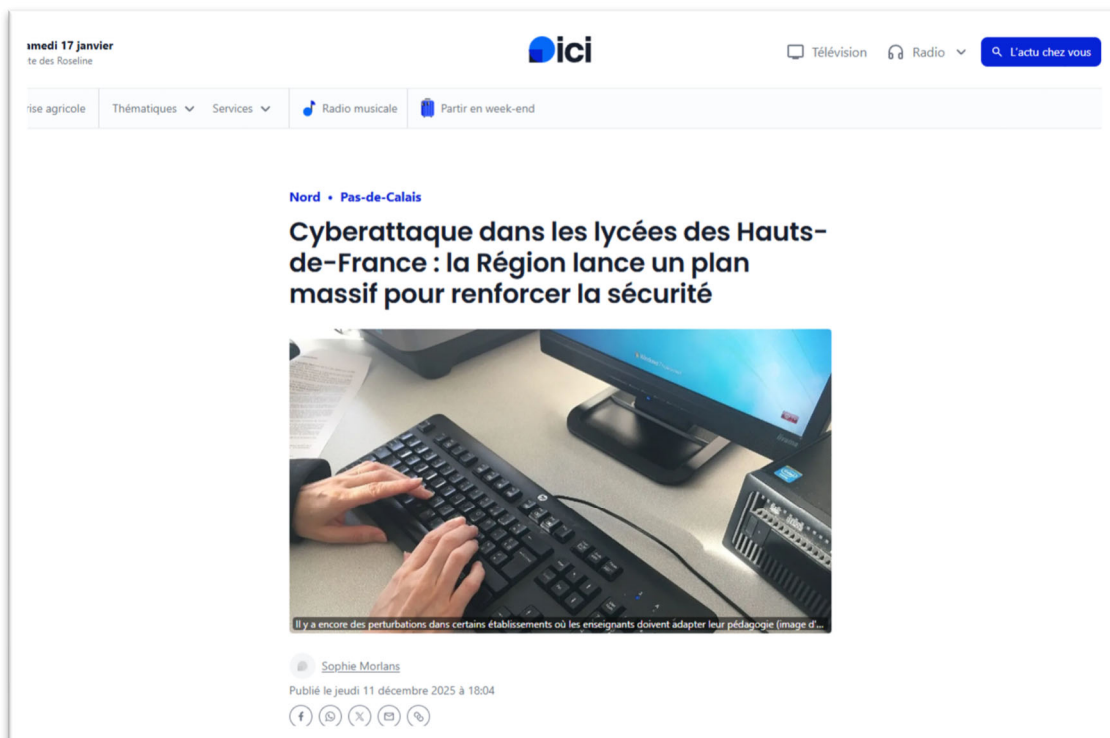 amedi 17 janvier
te des Roseline
ici
Télévision
Radio
L'actu chez vous
ise agricole
Thématiques
Services
Radio musicale
Partir en week-end
Nord • Pas-de-Calais
Cyberattaque dans les lycées des Hauts-
de-France : la Région lance un plan
massif pour renforcer la sécurité
Il y a encore des perturbations dans certains établissements où les enseignants doivent adapter leur pédagogie (image d'...
Sophie Morlans
Publié le jeudi 11 décembre 2025 à 18:04